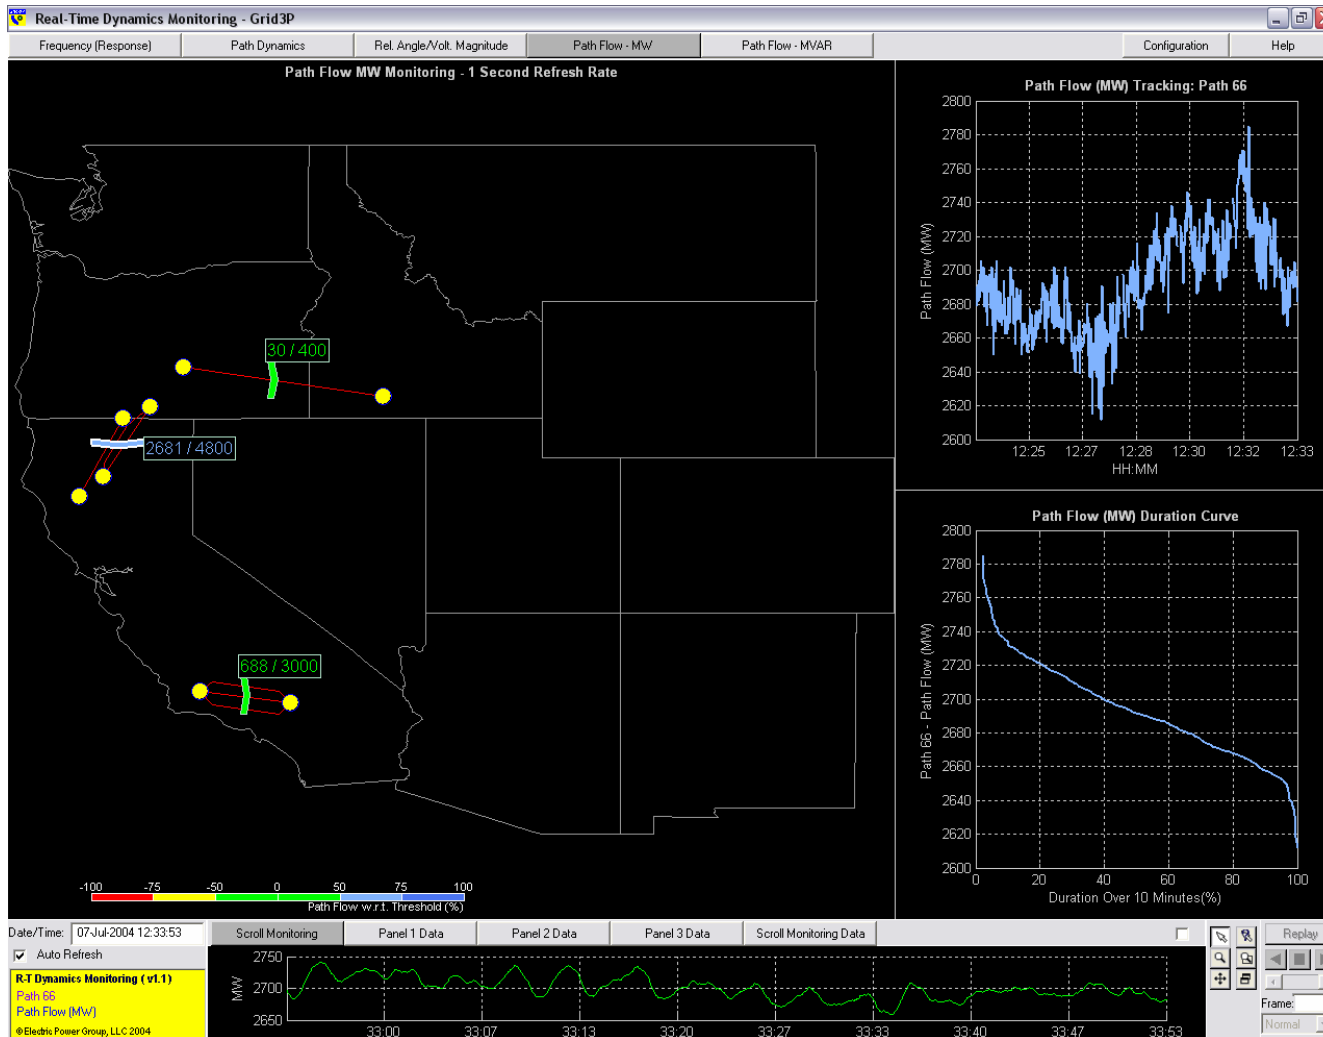 Real-Time Dynamics Monitoring - Grid3P
Frequency (Response)
Path Dynamics
Rel. Angle/Volt. Magnitude
Path Flow - MW
Path Flow - MVAR
Configuration
Help
Path Flow MW Monitoring - 1 Second Refresh Rate
30 / 400
2681 / 4800
688 / 3000
-100 -75 -50 0 50 75 100
Path Flow w.r.t. Threshold (%)
Path Flow (MW) Tracking: Path 66
Path Flow (MW)
2800
2780
2760
2740
2720
2700
2680
2660
2640
2620
2600
12:25 12:27 12:28 12:30 12:32 12:33
HH:MM
Path Flow (MW) Duration Curve
Path 66 - Path Flow (MW)
2800
2780
2760
2740
2720
2700
2680
2660
2640
2620
2600
0 20 40 60 80 100
Duration Over 10 Minutes(%)
Date/Time: 07-Jul-2004 12:33:53
Auto Refresh
R-T Dynamics Monitoring ( v1.1)
Path 66
Path Flow (MW)
©Electric Power Group, LLC 2004
Scroll Monitoring
Panel 1 Data
Panel 2 Data
Panel 3 Data
Scroll Monitoring Data
MW
2750
2700
2650
33:00 33:07 33:13 33:20 33:27 33:33 33:40 33:47 33:53
Replay
Frame:
Normal